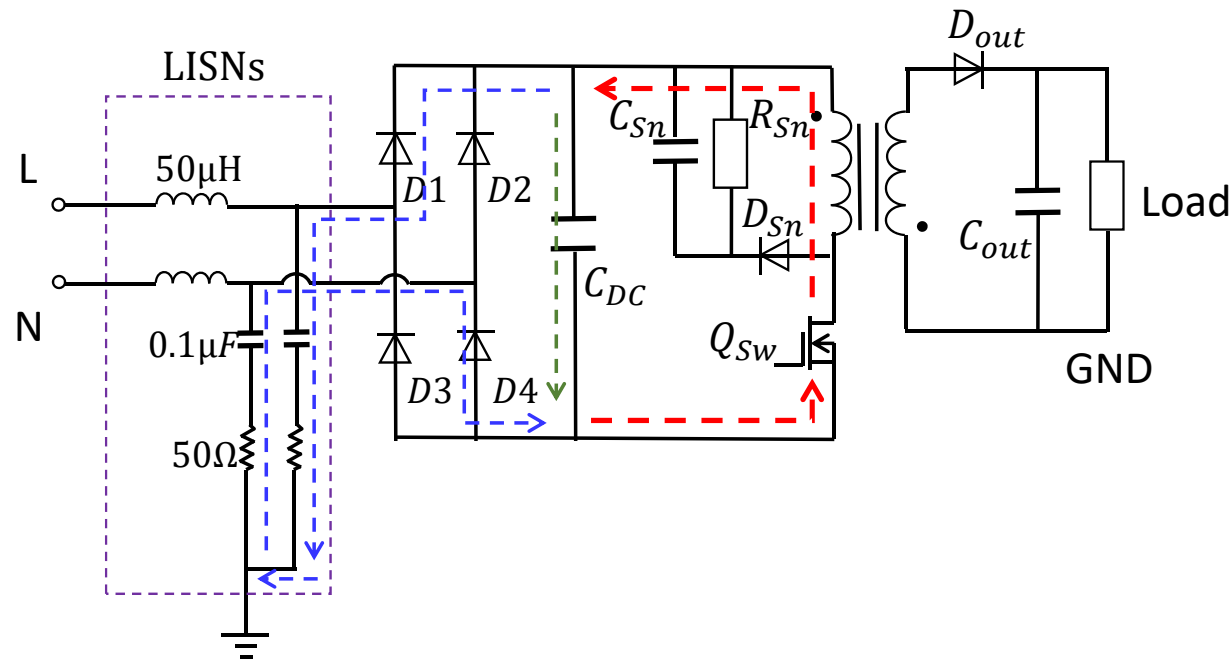 LISNs
D_out
L
50μH
C_Sn
R_Sn
D1
D2
D_Sn
Load
C_out
N
C_DC
0.1μF
Q_Sw
D3
D4
GND
50Ω